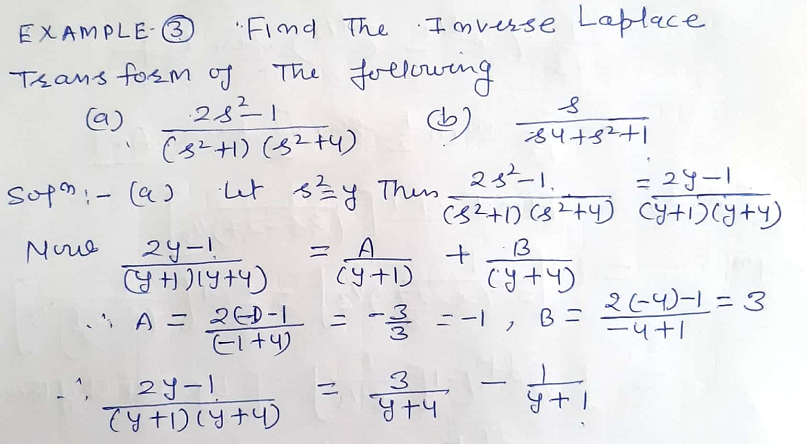 EXAMPLE-③ Find The Inverse Laplace
Transform of The following
(a) (2s²-1)/((s²+1)(s²+4)) (b) s/(s4+s²+1)
Solⁿ:- (a) Let s²=y Then (2s²-1)/((s²+1)(s²+4)) = (2y-1)/((y+1)(y+4))
Now (2y-1)/((y+1)(y+4)) = A/(y+1) + B/(y+4)
∴ A = (2(-1)-1)/(-1+4) = -3/3 = -1, B = (2(-4)-1)/(-4+1) = 3
∴ (2y-1)/((y+1)(y+4)) = 3/(y+4) - 1/(y+1)